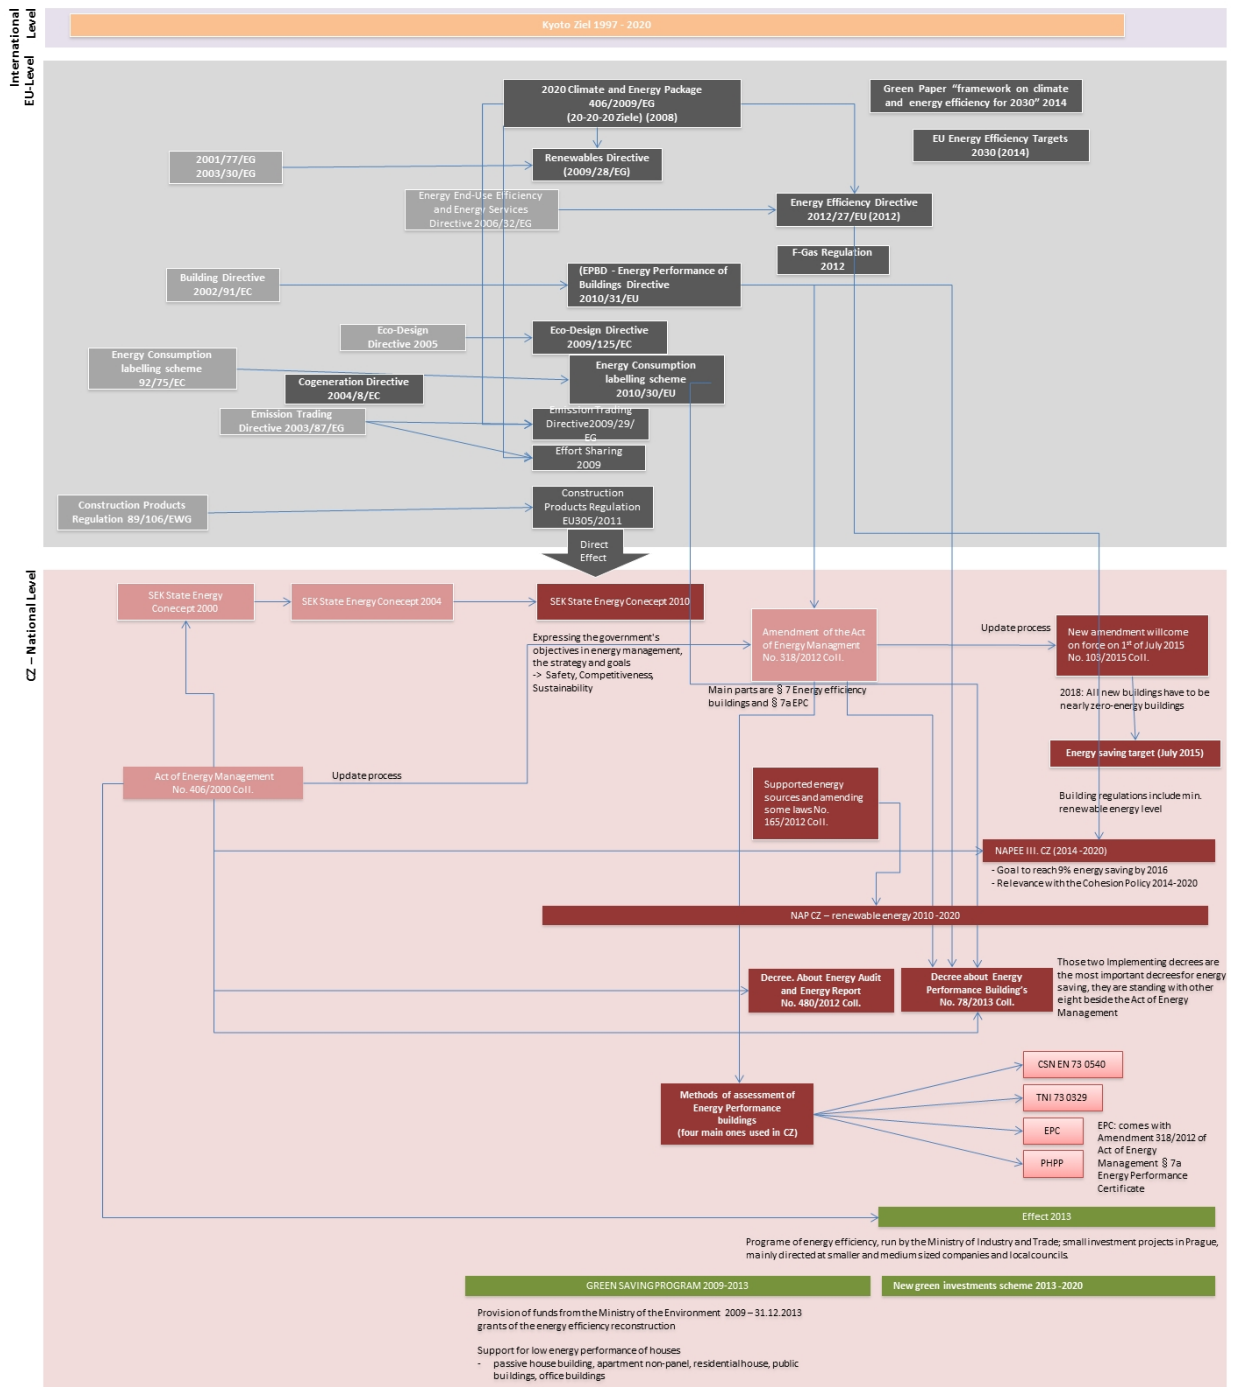 International
Level
Kyoto Ziel 1997 - 2020
EU-Level
2020 Climate and Energy Package
406/2009/EG
(20-20-20 Ziele) (2008)
Green Paper “framework on climate
and energy efficiency for 2030” 2014
EU Energy Efficiency Targets
2030 (2014)
2001/77/EG
2003/30/EG
Renewables Directive
(2009/28/EG)
Energy End-Use Efficiency
and Energy Services
Directive 2006/32/EG
Energy Efficiency Directive
2012/27/EU (2012)
F-Gas Regulation
2012
Building Directive
2002/91/EC
(EPBD - Energy Performance of
Buildings Directive
2010/31/EU
Eco-Design
Directive 2005
Eco-Design Directive
2009/125/EC
Energy Consumption
labelling scheme
92/75/EC
Energy Consumption
labelling scheme
2010/30/EU
Cogeneration Directive
2004/8/EC
Emission Trading
Directive 2003/87/EG
Emission Trading
Directive2009/29/
EG
Effort Sharing
2009
Construction Products
Regulation 89/106/EWG
Construction
Products Regulation
EU305/2011
Direct
Effect
CZ – National Level
SEK State Energy
Conecept 2000
SEK State Energy Conecept 2004
SEK State Energy Conecept 2010
Expressing the government's
objectives in energy management,
the strategy and goals
-> Safety, Competitiveness,
Sustainability
Amendment of the Act
of Energy Managment
No. 318/2012 Coll.
Update process
New amendment will come
on force on 1st of July 2015
No. 103/2015 Coll.
Main parts are § 7 Energy efficiency
buildings and § 7a EPC
2018: All new buildings have to be
nearly zero-energy buildings
Energy saving target (July 2015)
Act of Energy Management
No. 406/2000 Coll.
Update process
Supported energy
sources and amending
some laws No.
165/2012 Coll.
Building regulations include min.
renewable energy level
NAPEE III. CZ (2014 -2020)
- Goal to reach 9% energy saving by 2016
- Relevance with the Cohesion Policy 2014-2020
NAP CZ – renewable energy 2010 -2020
Decree. About Energy Audit
and Energy Report
No. 480/2012 Coll.
Decree about Energy
Performance Building’s
No. 78/2013 Coll.
Those two Implementing decrees are
the most important decrees for energy
saving, they are standing with other
eight beside the Act of Energy
Management
Methods of assessment of
Energy Performance
buildings
(four main ones used in CZ)
CSN EN 73 0540
TNI 73 0329
EPC
PHPP
EPC: comes with
Amendment 318/2012 of
Act of Energy
Management § 7a
Energy Performance
Certificate
Effect 2013
Programe of energy efficiency, run by the Ministry of Industry and Trade; small investment projects in Prague,
mainly directed at smaller and medium sized companies and local councils.
GREEN SAVING PROGRAM 2009-2013
New green investments scheme 2013 -2020
Provision of funds from the Ministry of the Environment 2009 – 31.12.2013
grants of the energy efficiency reconstruction
Support for low energy performance of houses
- passive house building, apartment non-panel, residential house, public
buildings, office buildings